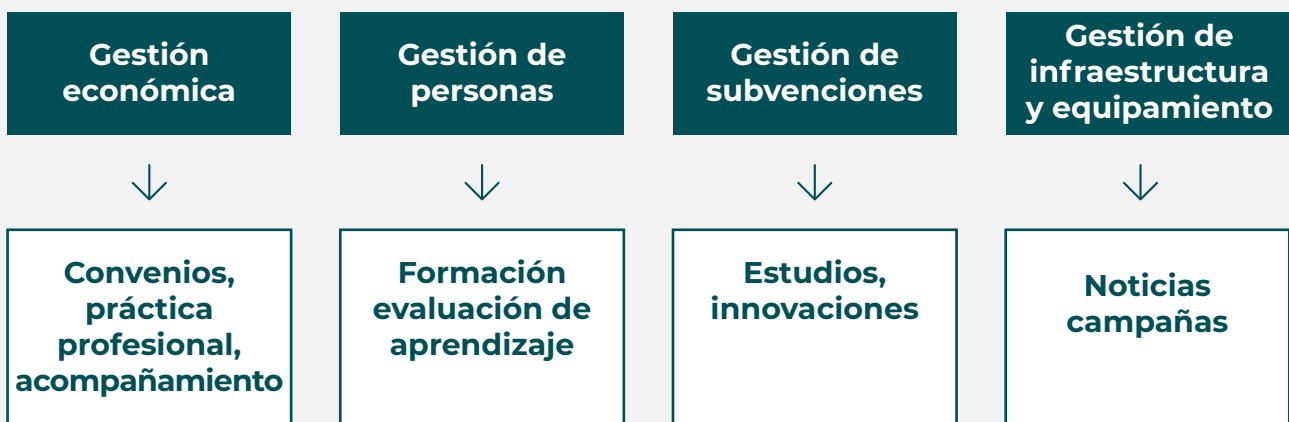 Gestión
económica
Gestión de
personas
Gestión de
subvenciones
Gestión de
infraestructura
y equipamiento
Convenios,
práctica
profesional,
acompañamiento
Formación
evaluación de
aprendizaje
Estudios,
innovaciones
Noticias
campañas